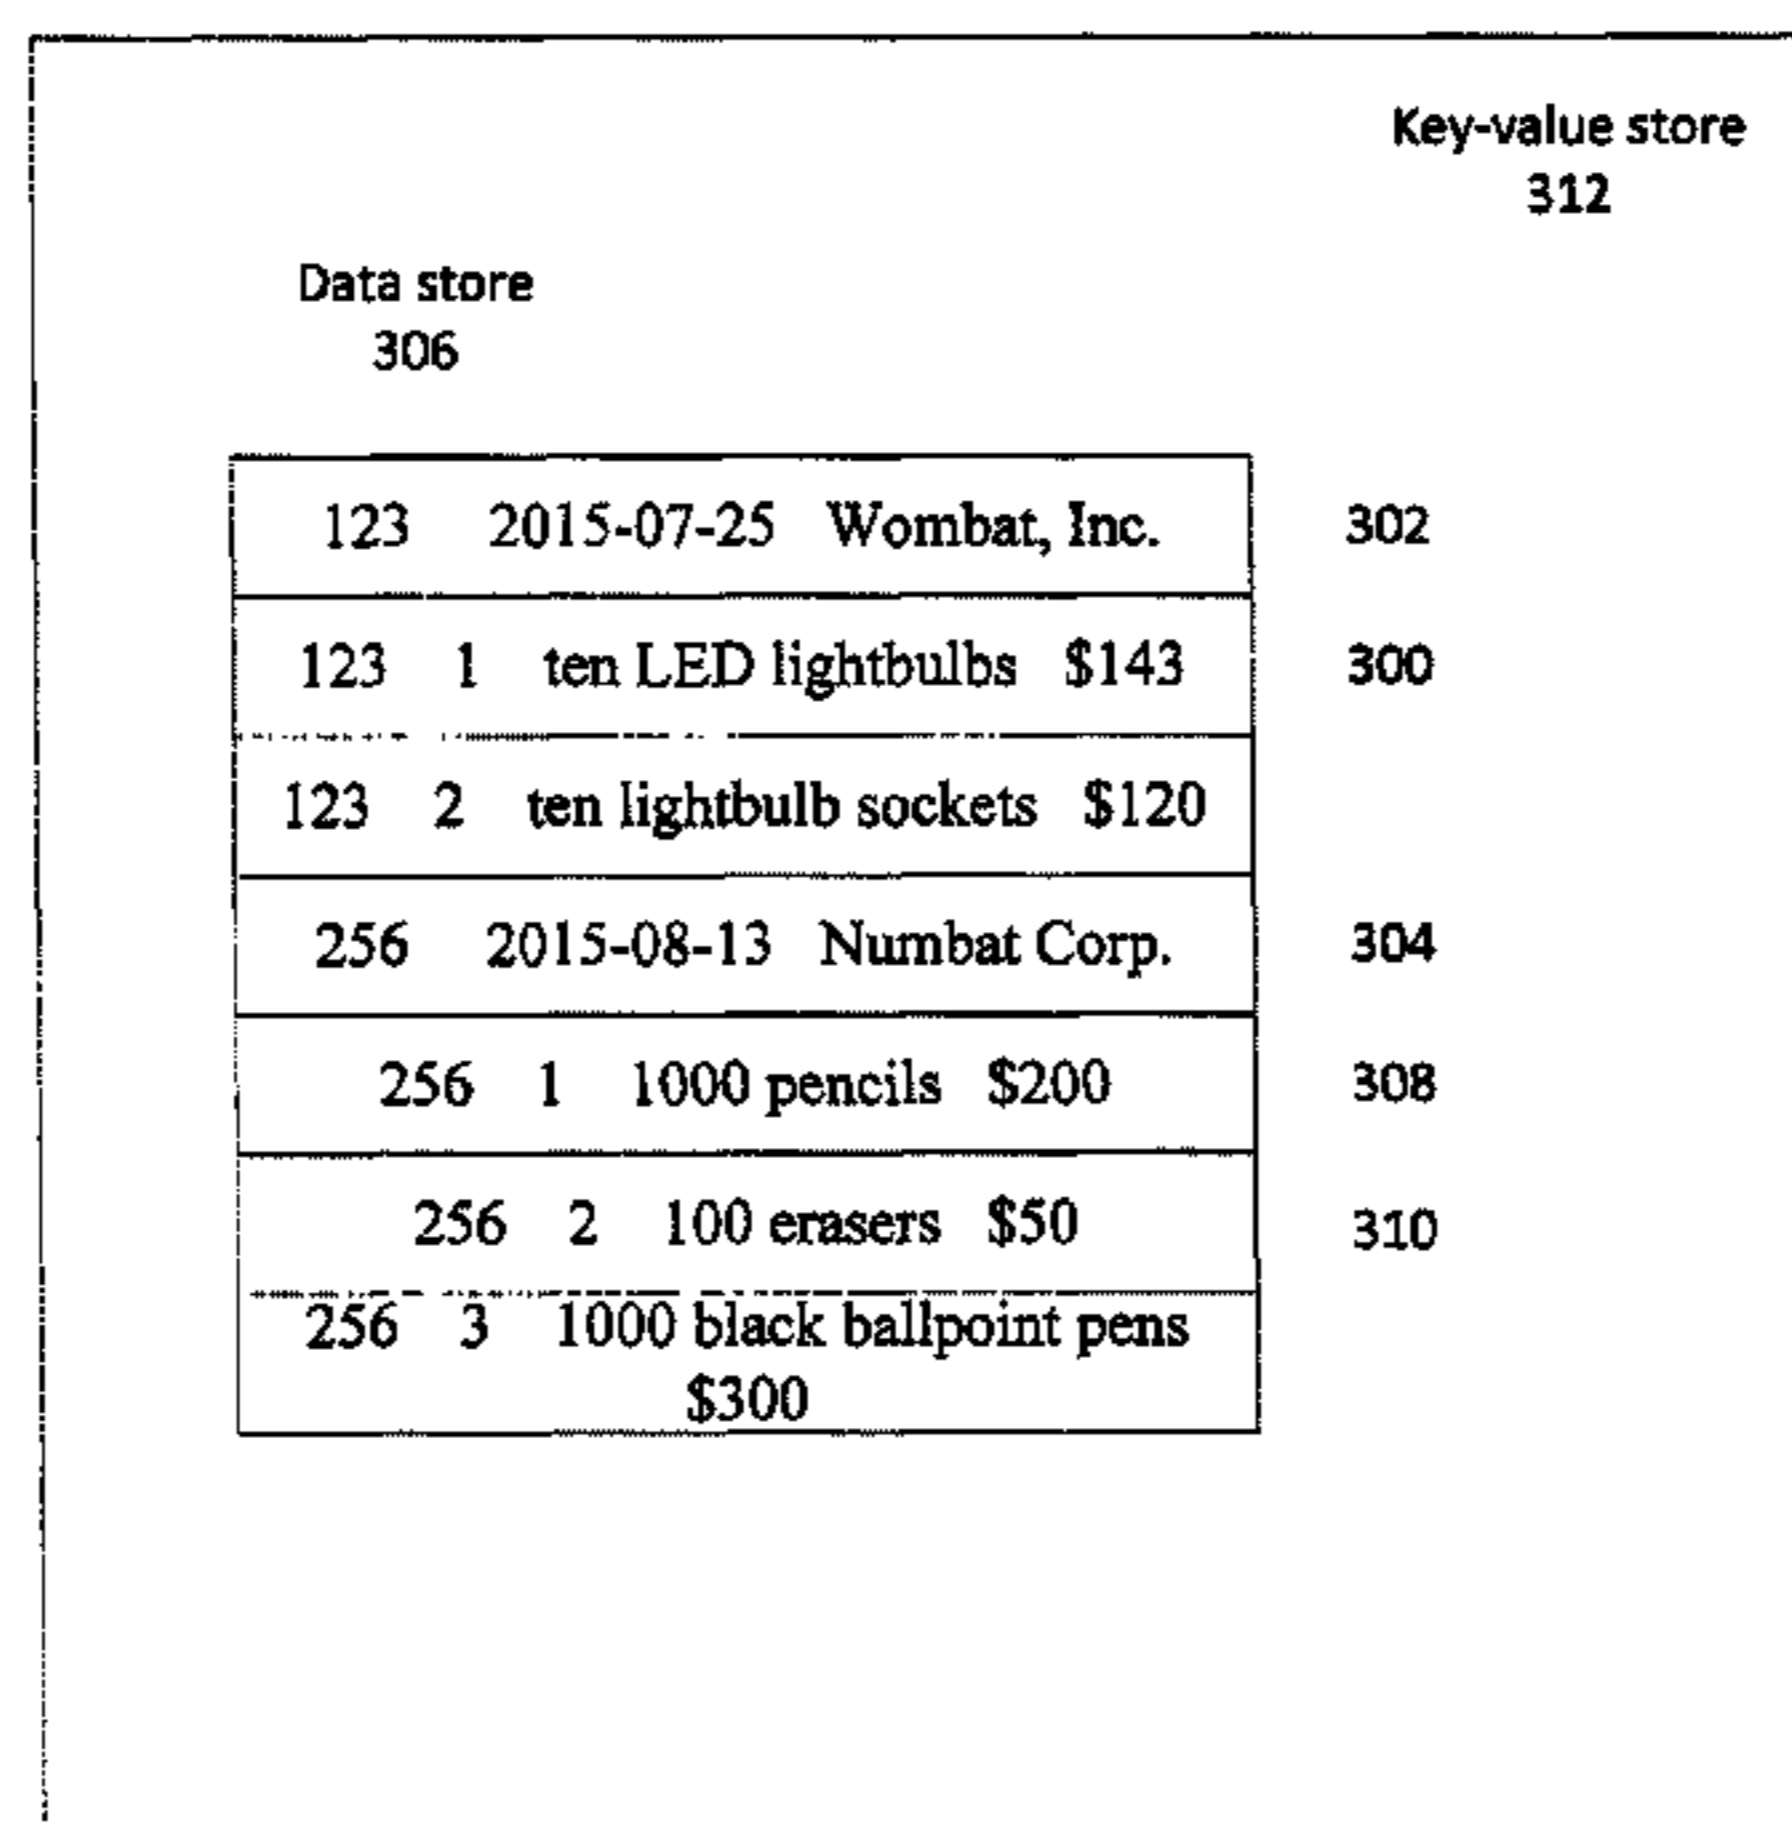 Key-value store
312
Data store
306
123 2015-07-25 Wombat, Inc. 302
123 1 ten LED lightbulbs $143 300
123 2 ten lightbulb sockets $120
256 2015-08-13 Numbat Corp. 304
256 1 1000 pencils $200 308
256 2 100 erasers $50 310
256 3 1000 black ballpoint pens
$300